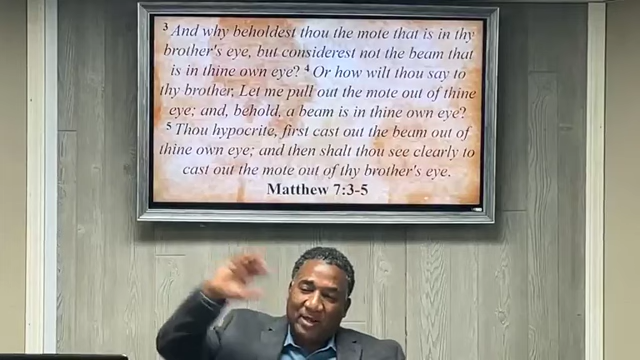 3 And why beholdest thou the mote that is in thy
brother's eye, but considerest not the beam that
is in thine own eye? 4 Or how wilt thou say to
thy brother, Let me pull out the mote out of thine
eye; and, behold, a beam is in thine own eye?
5 Thou hypocrite, first cast out the beam out of
thine own eye; and then shalt thou see clearly to
cast out the mote out of thy brother's eye.
Matthew 7:3-5